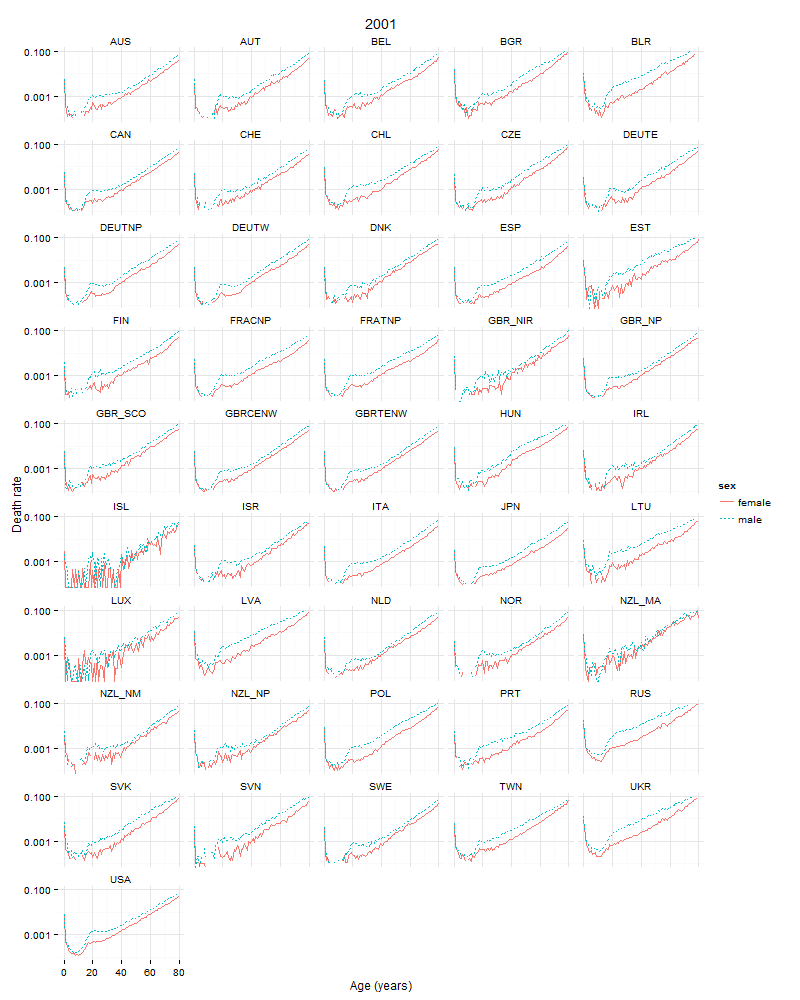 2001
AUS AUT BEL BGR BLR
0.100
0.001
CAN CHE CHL CZE DEUTE
0.100
0.001
DEUTNP DEUTW DNK ESP EST
0.100
0.001
FIN FRACNP FRATNP GBR_NIR GBR_NP
0.100
0.001
GBR_SCO GBRCENW GBRTENW HUN IRL
0.100
0.001
ISL ISR ITA JPN LTU
0.100
0.001
LUX LVA NLD NOR NZL_MA
0.100
0.001
NZL_NM NZL_NP POL PRT RUS
0.100
0.001
SVK SVN SWE TWN UKR
0.100
0.001
USA
0.100
0.001
0 20 40 60 80
Age (years)
Death rate
sex
female
male